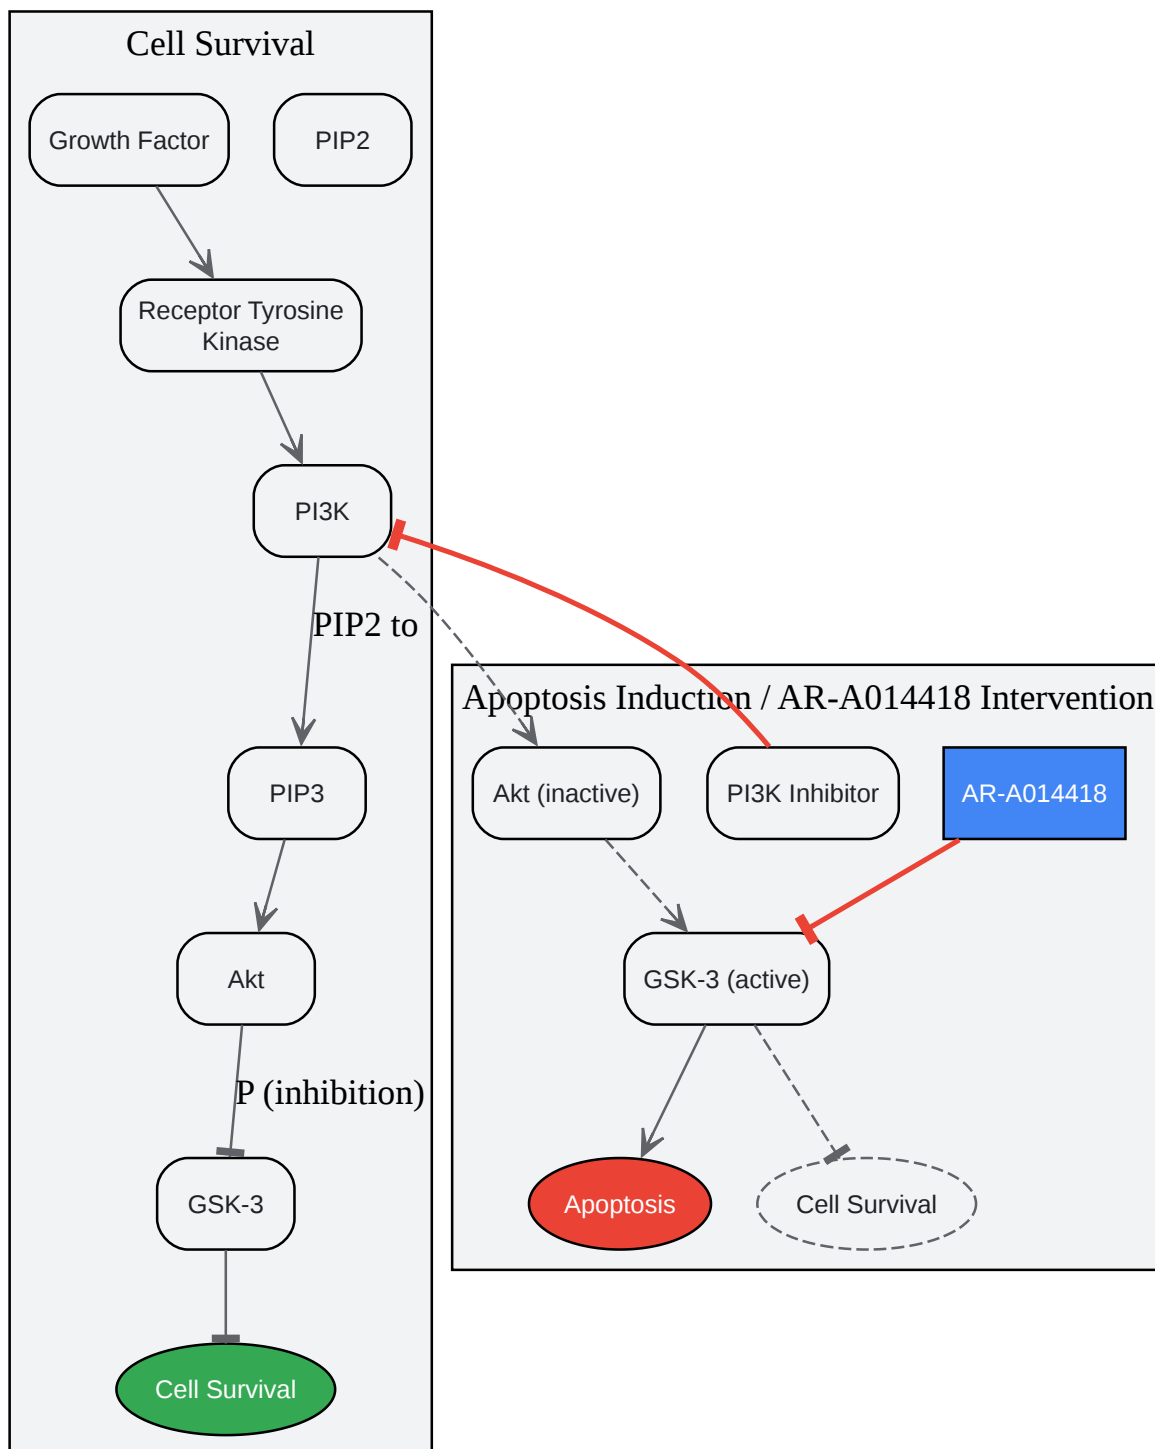 Cell Survival
Growth Factor
PIP2
Receptor Tyrosine
Kinase
PI3K
PIP2 to
PIP3
Akt
P (inhibition)
GSK-3
Cell Survival
Apoptosis Induction / AR-A014418 Intervention
Akt (inactive)
PI3K Inhibitor
AR-A014418
GSK-3 (active)
Apoptosis
Cell Survival